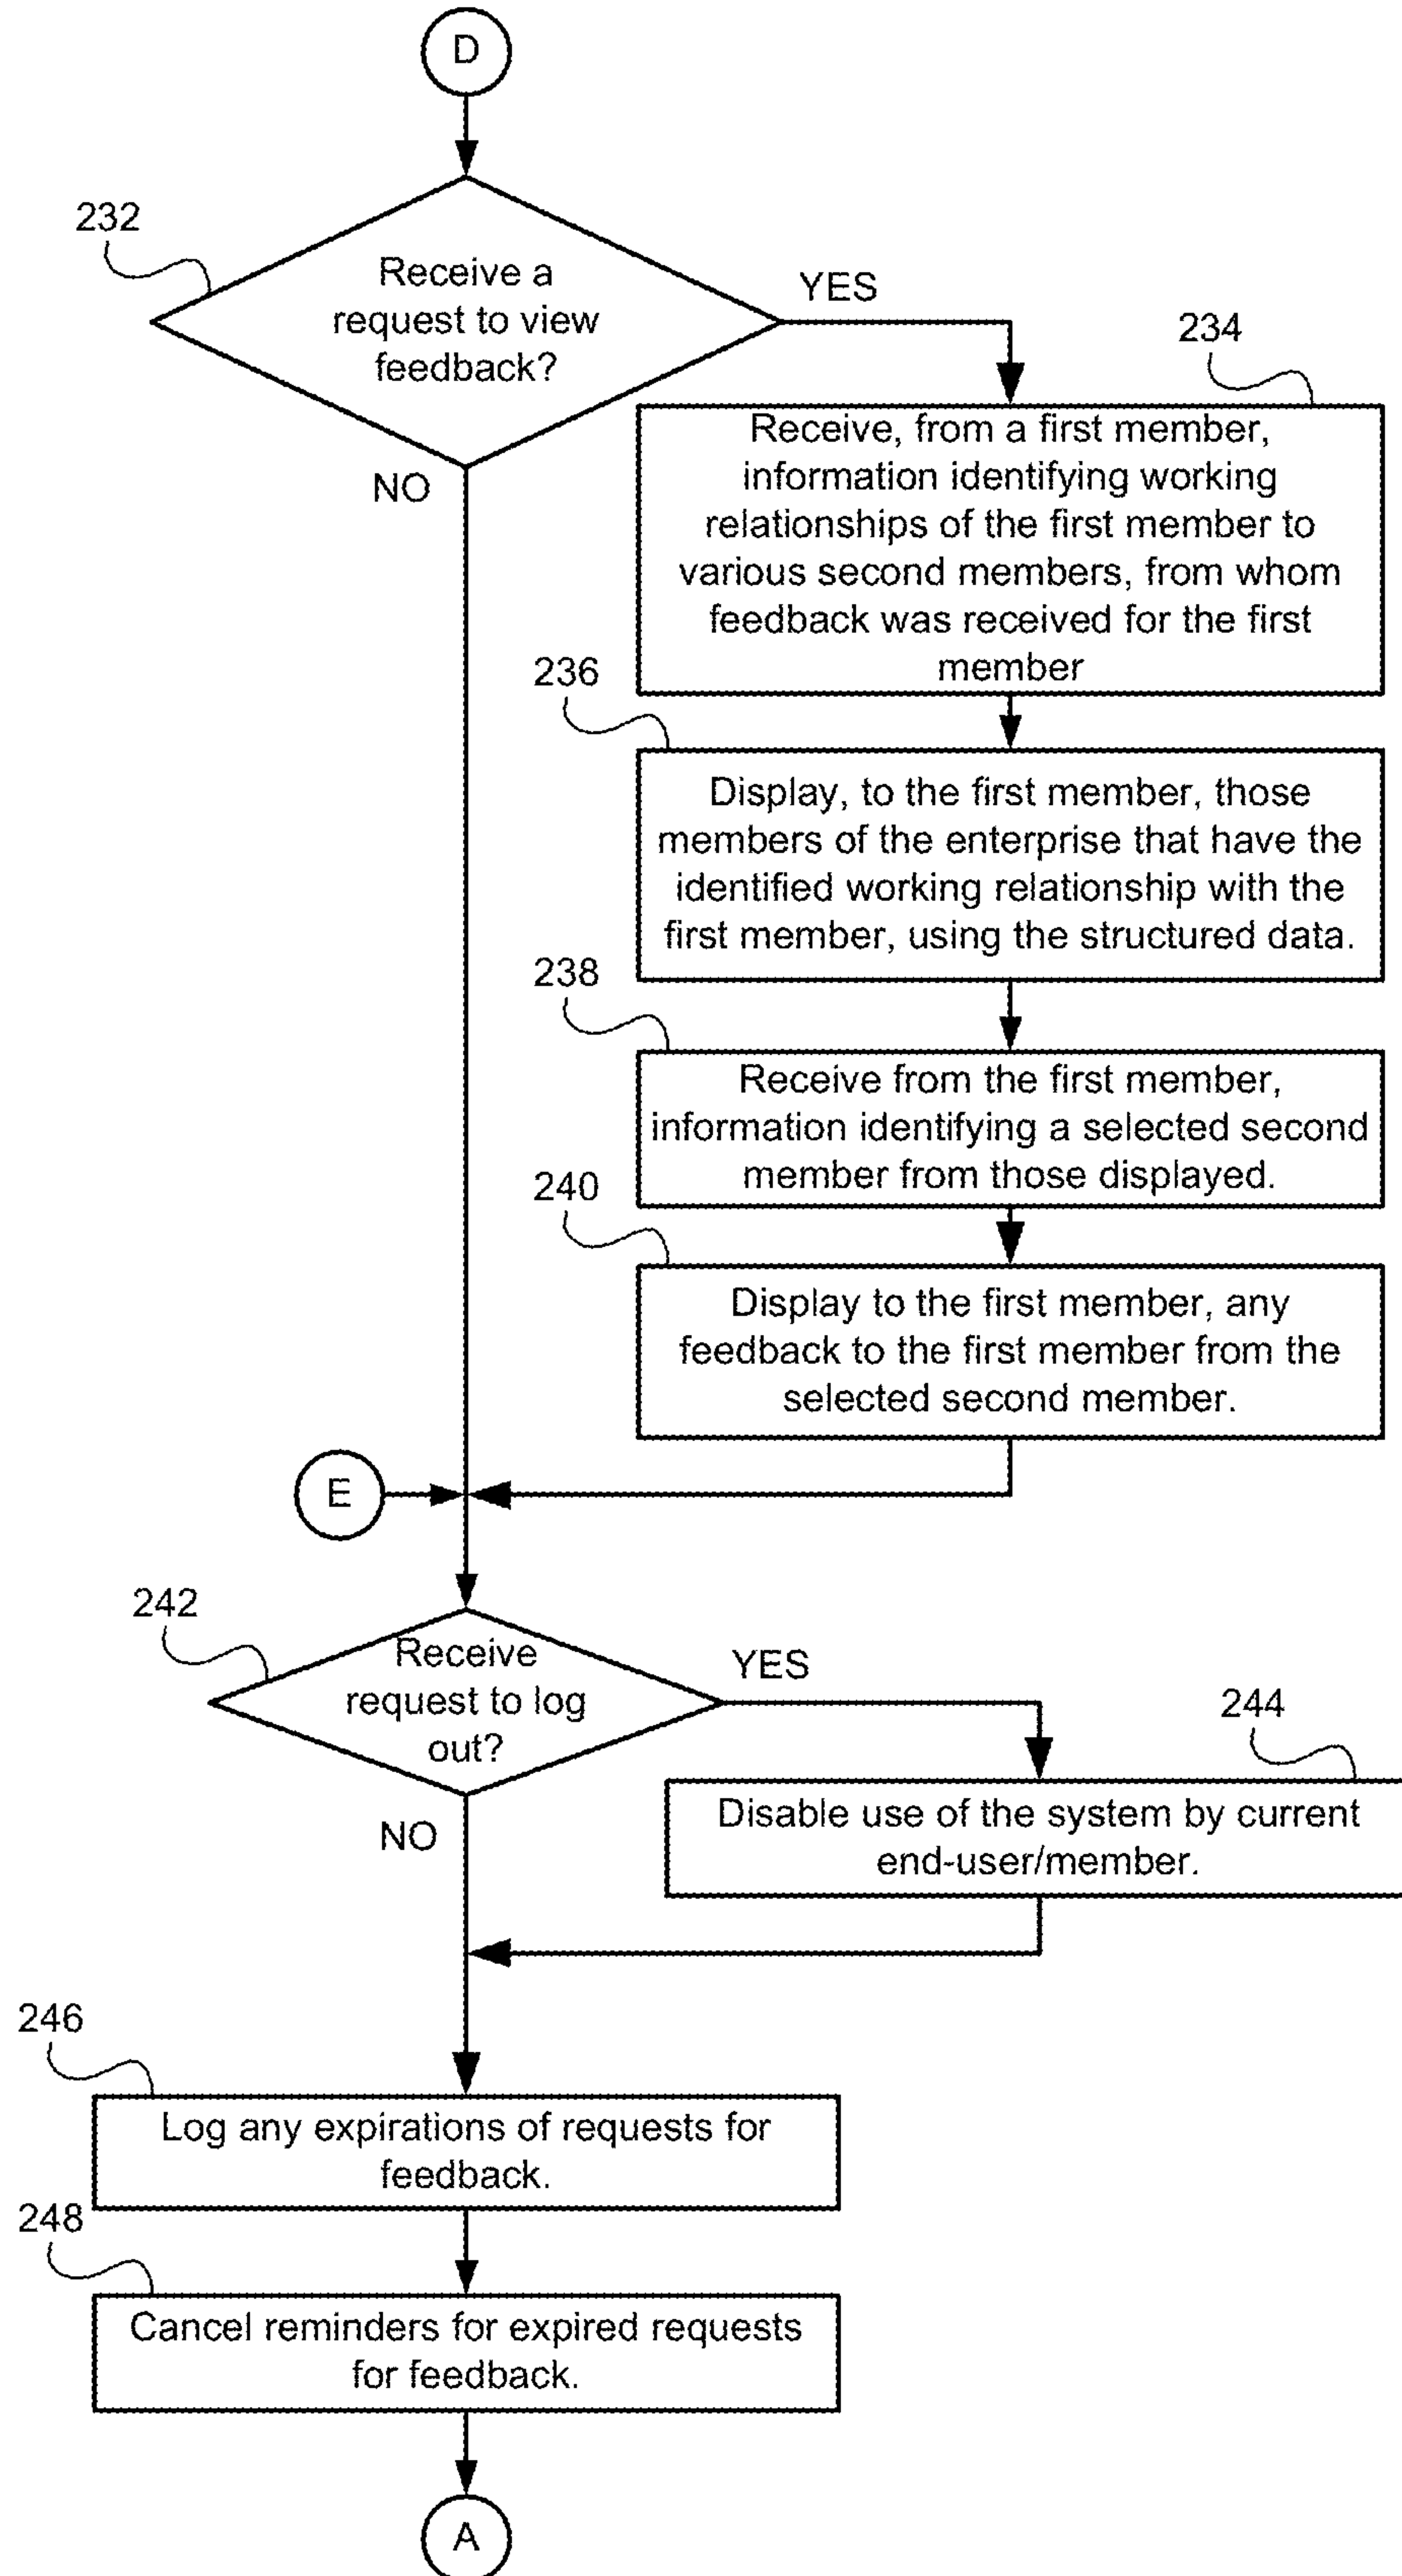 D
232
Receive a
request to view
feedback?
YES
NO
234
Receive, from a first member,
information identifying working
relationships of the first member to
various second members, from whom
feedback was received for the first
member
236
Display, to the first member, those
members of the enterprise that have the
identified working relationship with the
first member, using the structured data.
238
Receive from the first member,
information identifying a selected second
member from those displayed.
240
Display to the first member, any
feedback to the first member from the
selected second member.
E
242
Receive
request to log
out?
YES
NO
244
Disable use of the system by current
end-user/member.
246
Log any expirations of requests for
feedback.
248
Cancel reminders for expired requests
for feedback.
A